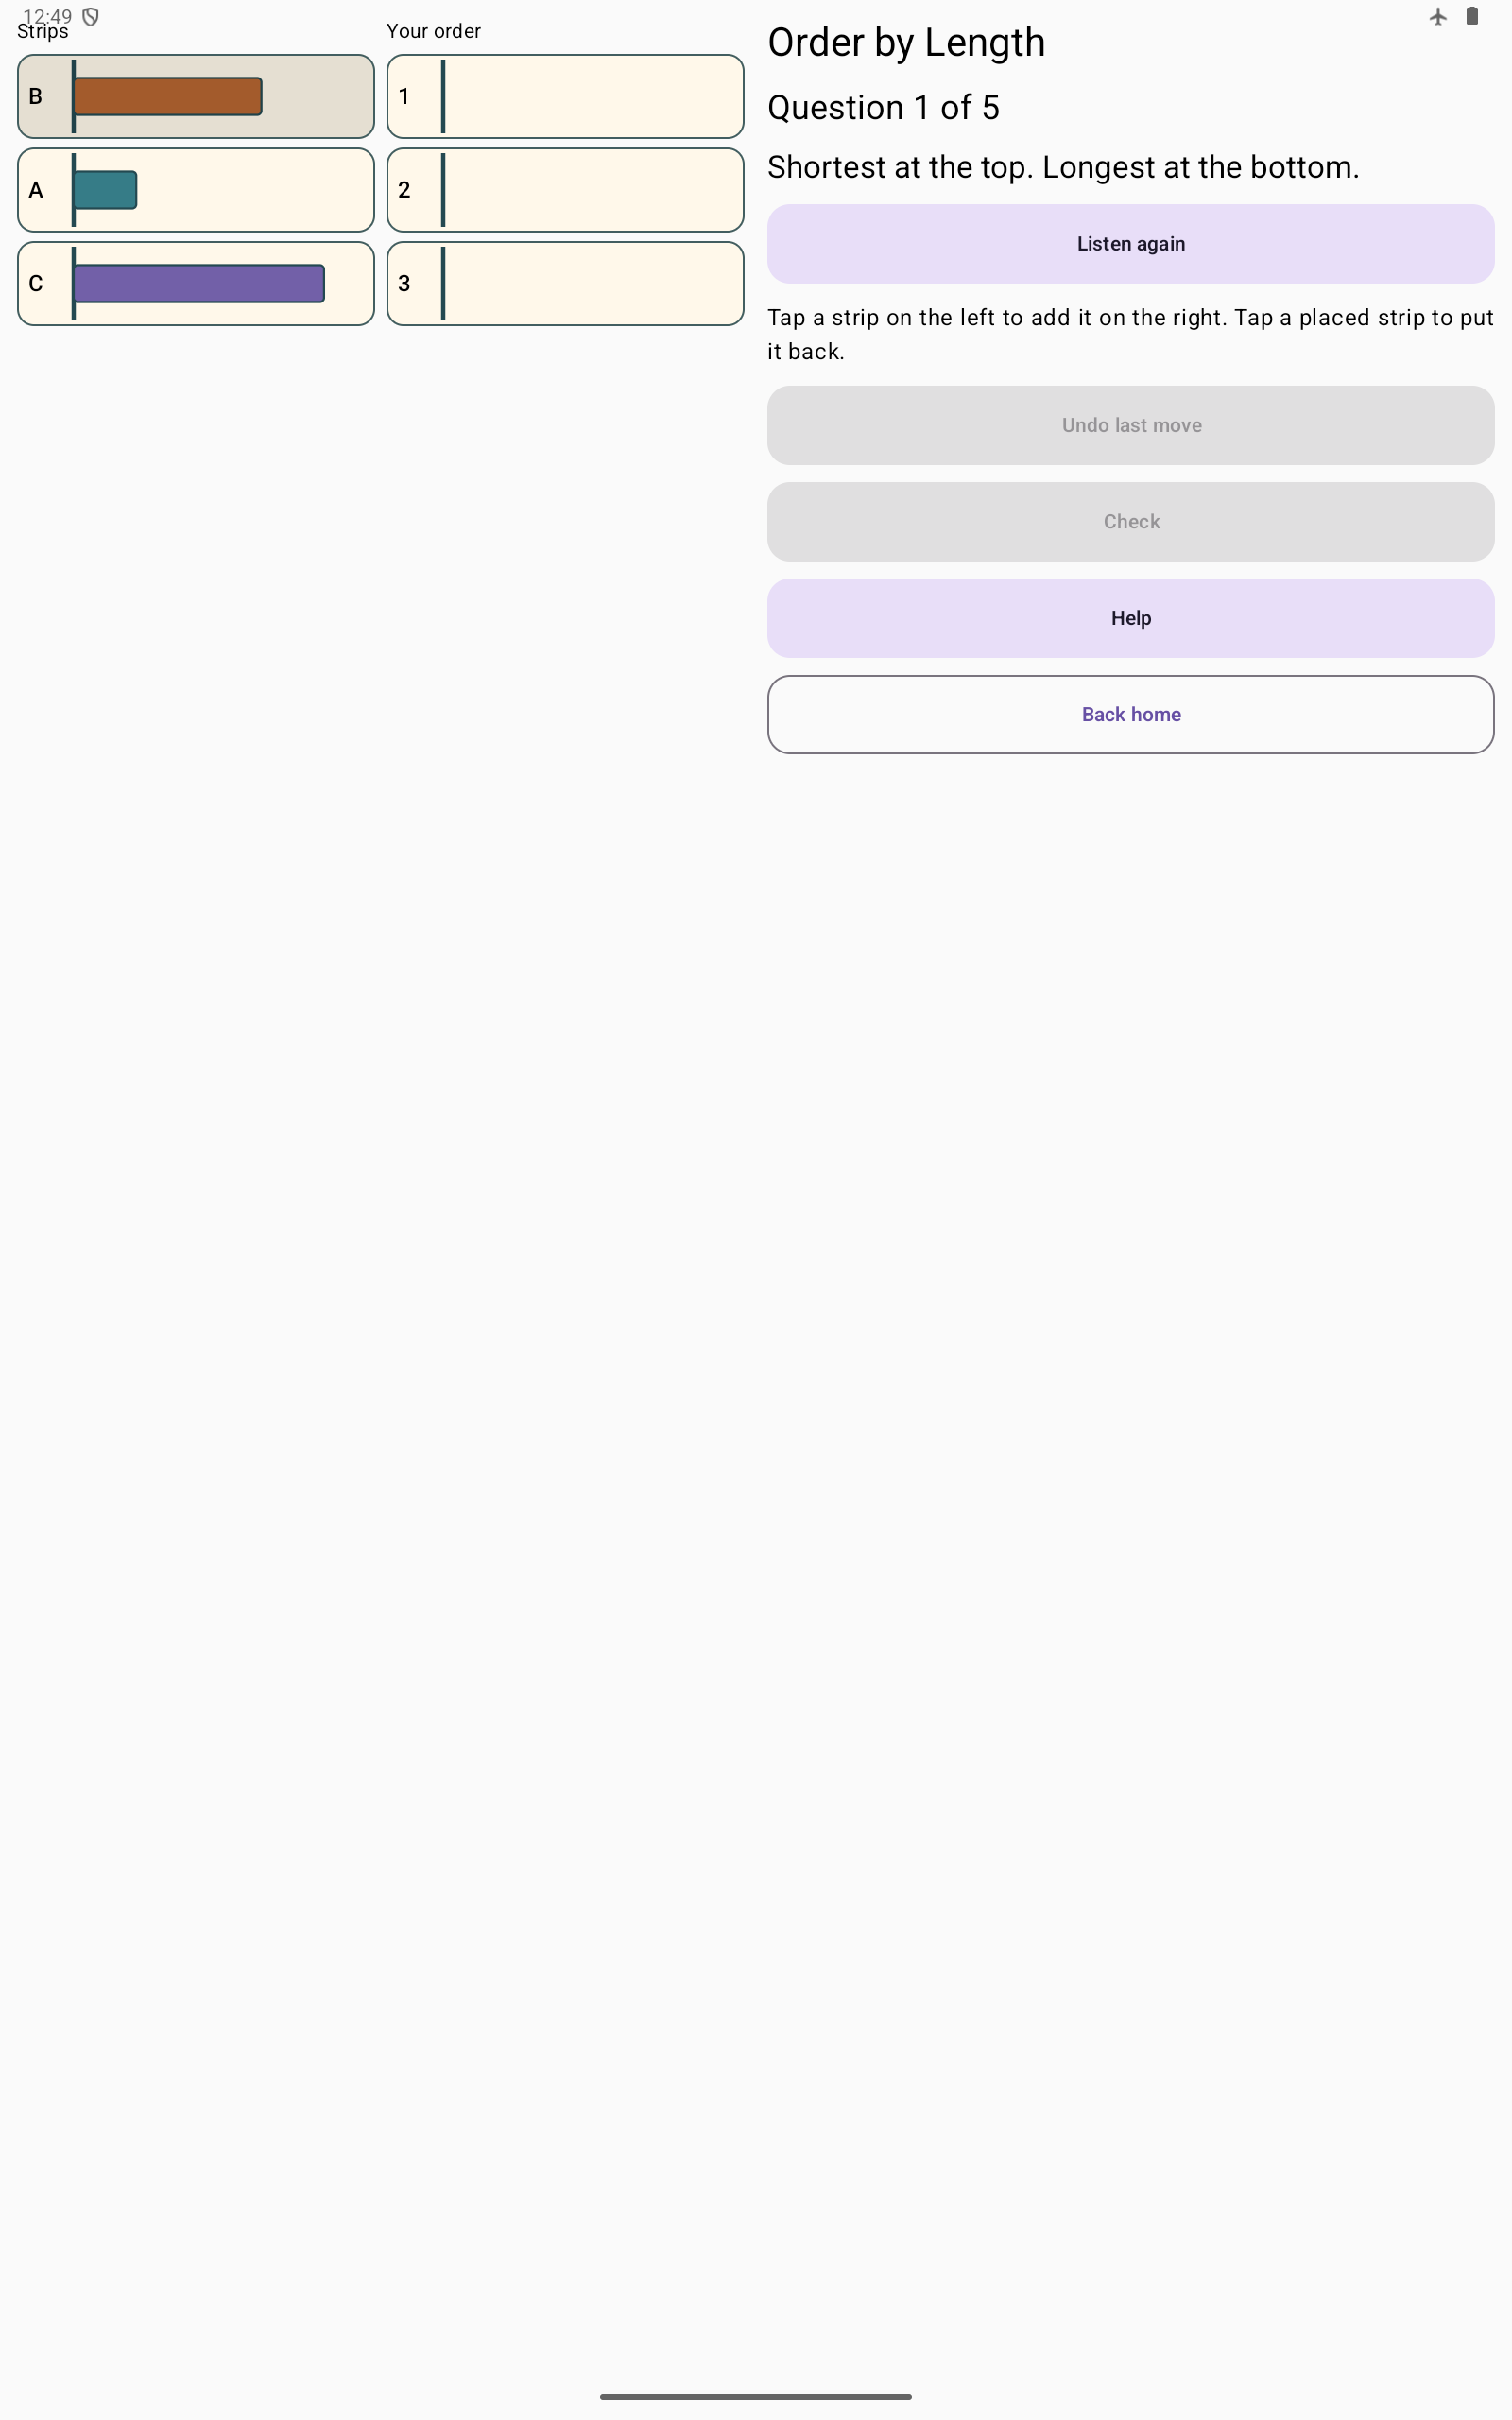 12:49
Strips
B
A
C
Your order
1
2
3
Order by Length
Question 1 of 5
Shortest at the top. Longest at the bottom.
Listen again
Tap a strip on the left to add it on the right. Tap a placed strip to put
it back.
Undo last move
Check
Help
Back home